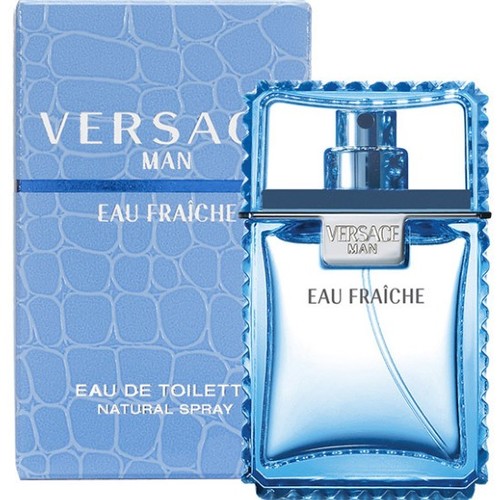 VERSAC
MAN
EAU FRAÎCHE
EAU DE TOILETT
NATURAL SPRAY
VERSACE
MAN
EAU FRAÎCHE